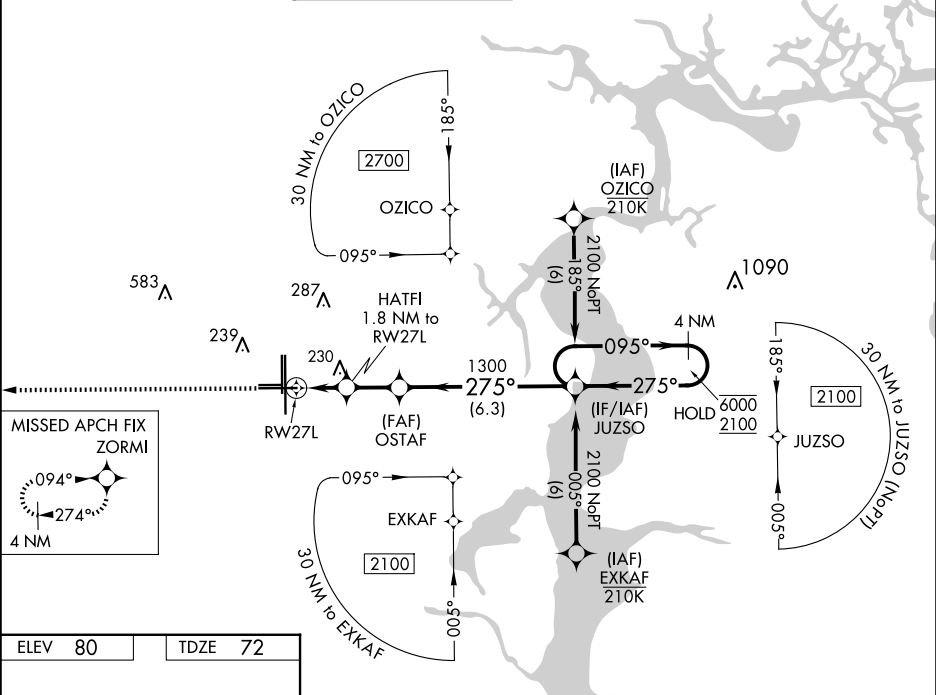 30 NM to OZICO
185°
2700
OZICO
095°
(IAF)
OZICO
210K
2100 NoPT
185°
(6)
1090
583
287
HATFI
1.8 NM to
RW27L
239
230
4 NM
095°
1300
275°
(6.3)
275°
6000
2100
HOLD
(IF/IAF)
JUZSO
(FAF)
OSTAF
RW27L
185°
30 NM to JUZSO (NoPT)
2100
JUZSO
005°
MISSED APCH FIX
ZORMI
094°
274°
4 NM
095°
EXKAF
2100
30 NM to EXKAF
005°
2100 NoPT
005°
(6)
(IAF)
EXKAF
210K
ELEV 80
TDZE 72